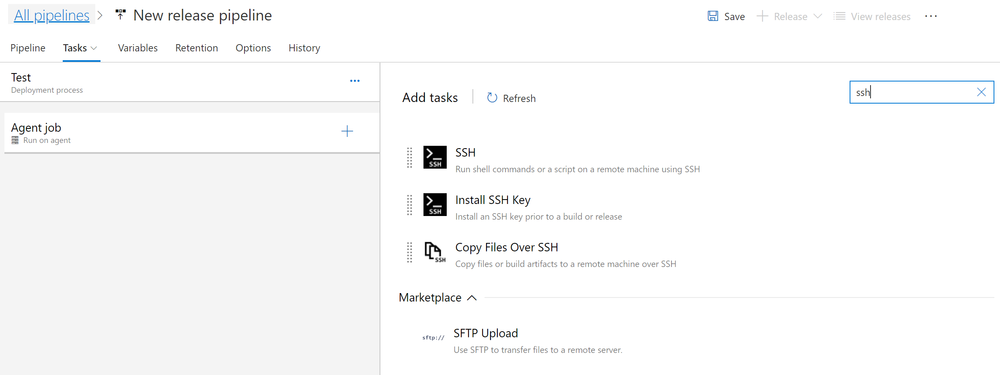 All pipelines > New release pipeline
Save Release View releases ...
Pipeline Tasks Variables Retention Options History
Test
Deployment process
Agent job
Run on agent
Add tasks Refresh
ssh
SSH
SSH
Run shell commands or a script on a remote machine using SSH
SSH
Install SSH Key
Install an SSH key prior to a build or release
SSH
Copy Files Over SSH
Copy files or build artifacts to a remote machine over SSH
Marketplace
sftp://
SFTP Upload
Use SFTP to transfer files to a remote server.